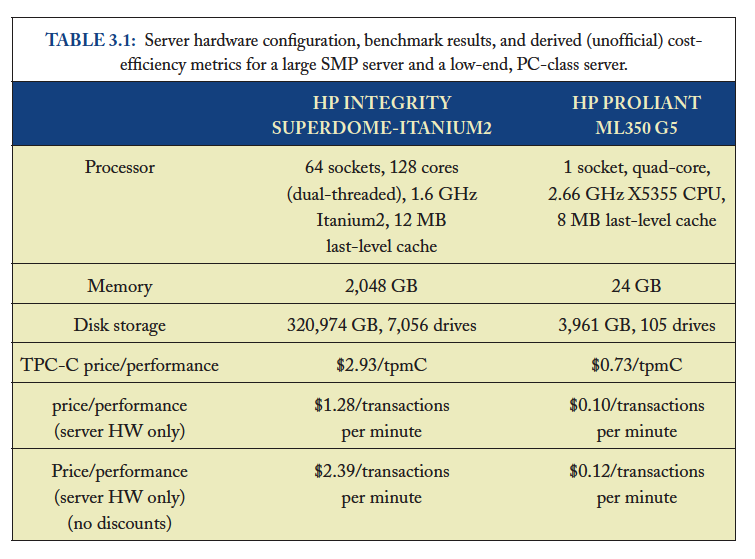 TABLE 3.1: Server hardware configuration, benchmark results, and derived (unofficial) cost-
efficiency metrics for a large SMP server and a low-end, PC-class server.
HP INTEGRITY
SUPERDOME-ITANIUM2
HP PROLIANT
ML350 G5
Processor
64 sockets, 128 cores
(dual-threaded), 1.6 GHz
Itanium2, 12 MB
last-level cache
1 socket, quad-core,
2.66 GHz X5355 CPU,
8 MB last-level cache
Memory
2,048 GB
24 GB
Disk storage
320,974 GB, 7,056 drives
3,961 GB, 105 drives
TPC-C price/performance
$2.93/tpmC
$0.73/tpmC
price/performance
(server HW only)
$1.28/transactions
per minute
$0.10/transactions
per minute
Price/performance
(server HW only)
(no discounts)
$2.39/transactions
per minute
$0.12/transactions
per minute